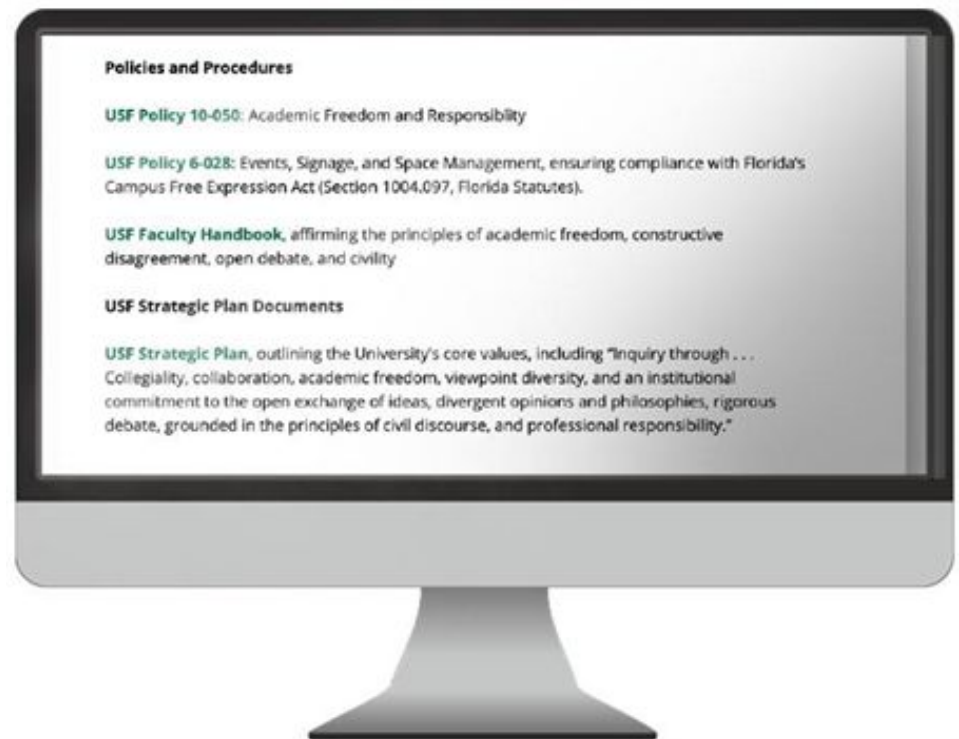 Policies and Procedures
USF Policy 10-050: Academic Freedom and Responsiblity
USF Policy 6-028: Events, Signage, and Space Management, ensuring compliance with Florida's
Campus Free Expression Act (Section 1004.097, Florida Statutes).
USF Faculty Handbook, affirming the principles of academic freedom, constructive
disagreement, open debate, and civility
USF Strategic Plan Documents
USF Strategic Plan, outlining the University's core values, including "Inquiry through . . .
Collegiality, collaboration, academic freedom, viewpoint diversity, and an institutional
commitment to the open exchange of ideas, divergent opinions and philosophies, rigorous
debate, grounded in the principles of civil discourse, and professional responsibility."